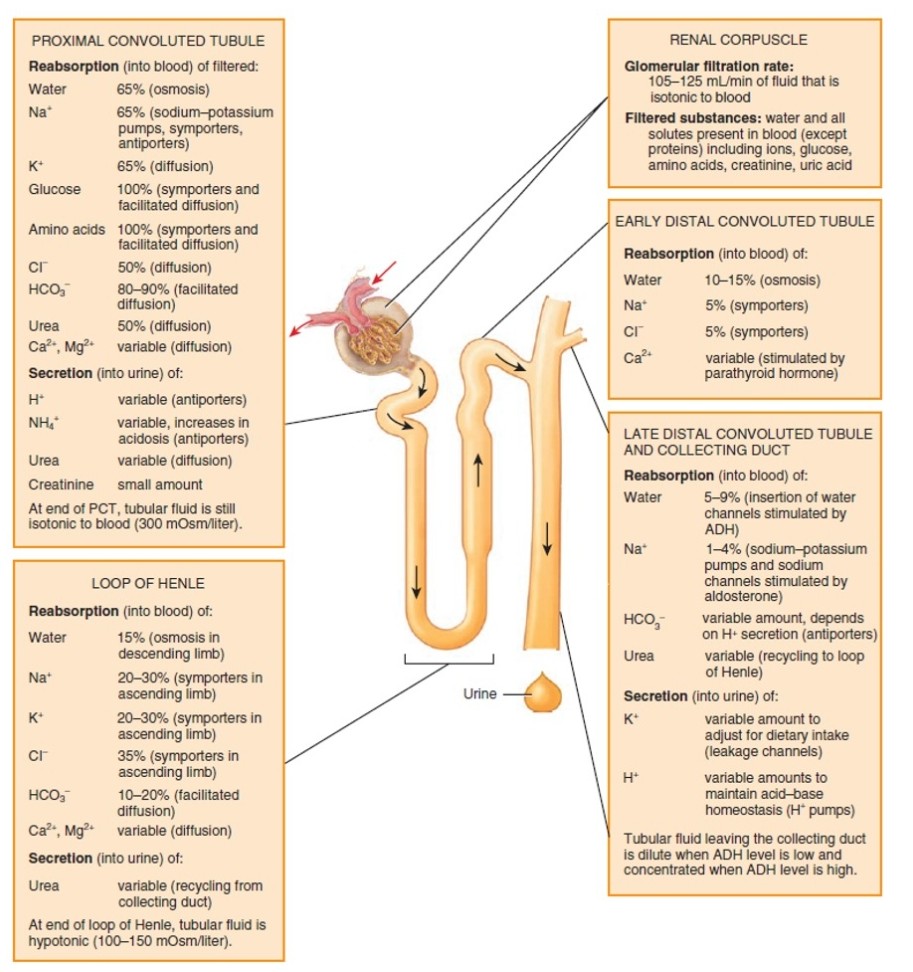 PROXIMAL CONVOLUTED TUBULE
Reabsorption (into blood) of filtered:
Water 65% (osmosis)
Na⁺ 65% (sodium–potassium
pumps, symporters,
antiporters)
K⁺ 65% (diffusion)
Glucose 100% (symporters and
facilitated diffusion)
Amino acids 100% (symporters and
facilitated diffusion)
Cl⁻ 50% (diffusion)
HCO₃⁻ 80–90% (facilitated
diffusion)
Urea 50% (diffusion)
Ca²⁺, Mg²⁺ variable (diffusion)
Secretion (into urine) of:
H⁺ variable (antiporters)
NH₄⁺ variable, increases in
acidosis (antiporters)
Urea variable (diffusion)
Creatinine small amount
At end of PCT, tubular fluid is still
isotonic to blood (300 mOsm/liter).
LOOP OF HENLE
Reabsorption (into blood) of:
Water 15% (osmosis in
descending limb)
Na⁺ 20–30% (symporters in
ascending limb)
K⁺ 20–30% (symporters in
ascending limb)
Cl⁻ 35% (symporters in
ascending limb)
HCO₃⁻ 10–20% (facilitated
diffusion)
Ca²⁺, Mg²⁺ variable (diffusion)
Secretion (into urine) of:
Urea variable (recycling from
collecting duct)
At end of loop of Henle, tubular fluid is
hypotonic (100–150 mOsm/liter).
Urine
RENAL CORPUSCLE
Glomerular filtration rate:
105–125 mL/min of fluid that is
isotonic to blood
Filtered substances: water and all
solutes present in blood (except
proteins) including ions, glucose,
amino acids, creatinine, uric acid
EARLY DISTAL CONVOLUTED TUBULE
Reabsorption (into blood) of:
Water 10–15% (osmosis)
Na⁺ 5% (symporters)
Cl⁻ 5% (symporters)
Ca²⁺ variable (stimulated by
parathyroid hormone)
LATE DISTAL CONVOLUTED TUBULE
AND COLLECTING DUCT
Reabsorption (into blood) of:
Water 5–9% (insertion of water
channels stimulated by
ADH)
Na⁺ 1–4% (sodium–potassium
pumps and sodium
channels stimulated by
aldosterone)
HCO₃⁻ variable amount, depends
on H⁺ secretion (antiporters)
Urea variable (recycling to loop
of Henle)
Secretion (into urine) of:
K⁺ variable amount to
adjust for dietary intake
(leakage channels)
H⁺ variable amounts to
maintain acid–base
homeostasis (H⁺ pumps)
Tubular fluid leaving the collecting duct
is dilute when ADH level is low and
concentrated when ADH level is high.